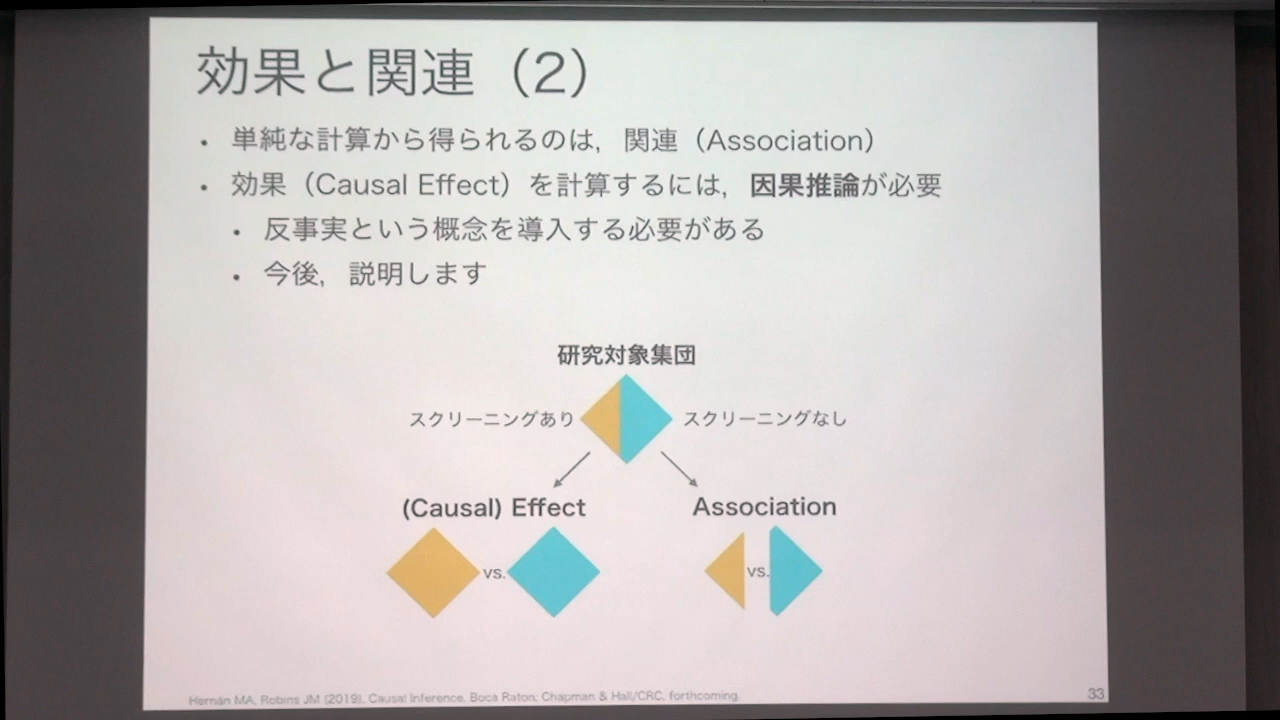 効果と関連（2）
・ 単純な計算から得られるのは，関連（Association）
・ 効果（Causal Effect）を計算するには，因果推論が必要
・ 反事実という概念を導入する必要がある
・ 今後，説明します
研究対象集団
スクリーニングあり スクリーニングなし
(Causal) Effect Association
vs. vs.
Hernán MA, Robins JM (2019). Causal Inference. Boca Raton: Chapman & Hall/CRC, forthcoming.
33